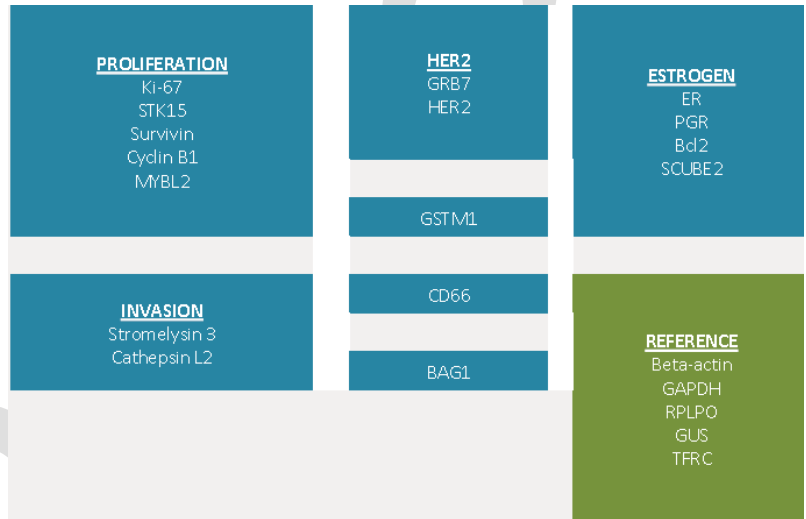 PROLIFERATION
Ki-67
STK15
Survivin
Cyclin B1
MYBL2
HER2
GRB7
HER2
ESTROGEN
ER
PGR
Bcl2
SCUBE2
GSTM1
CD66
BAG1
INVASION
Stromelysin 3
Cathepsin L2
REFERENCE
Beta-actin
GAPDH
RPLPO
GUS
TFRC